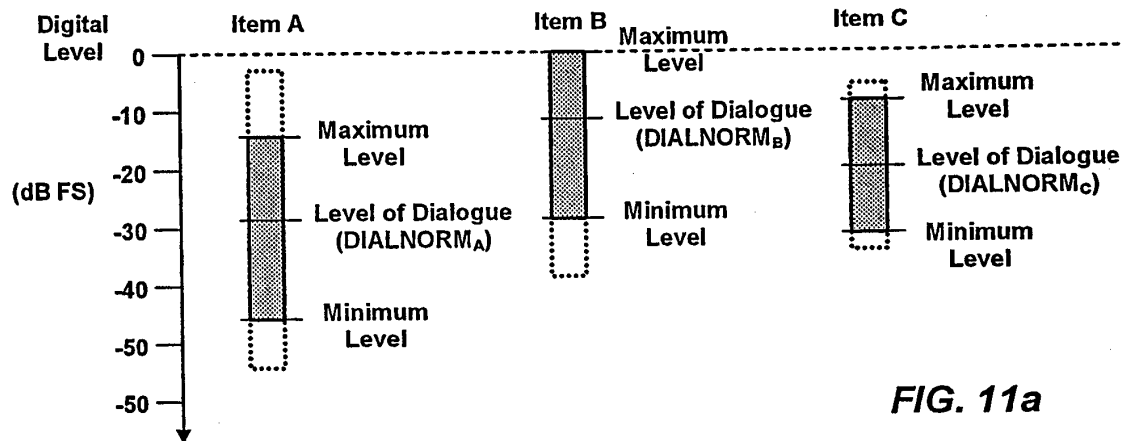 Digital
Level
Item A
Item B
Item C
0
-10
-20
-30
-40
-50
(dB FS)
Maximum
Level
Level of Dialogue
(DIALNORMA)
Minimum
Level
Maximum
Level
Level of Dialogue
(DIALNORMB)
Minimum
Level
Maximum
Level
Level of Dialogue
(DIALNORMC)
Minimum
Level
FIG. 11a